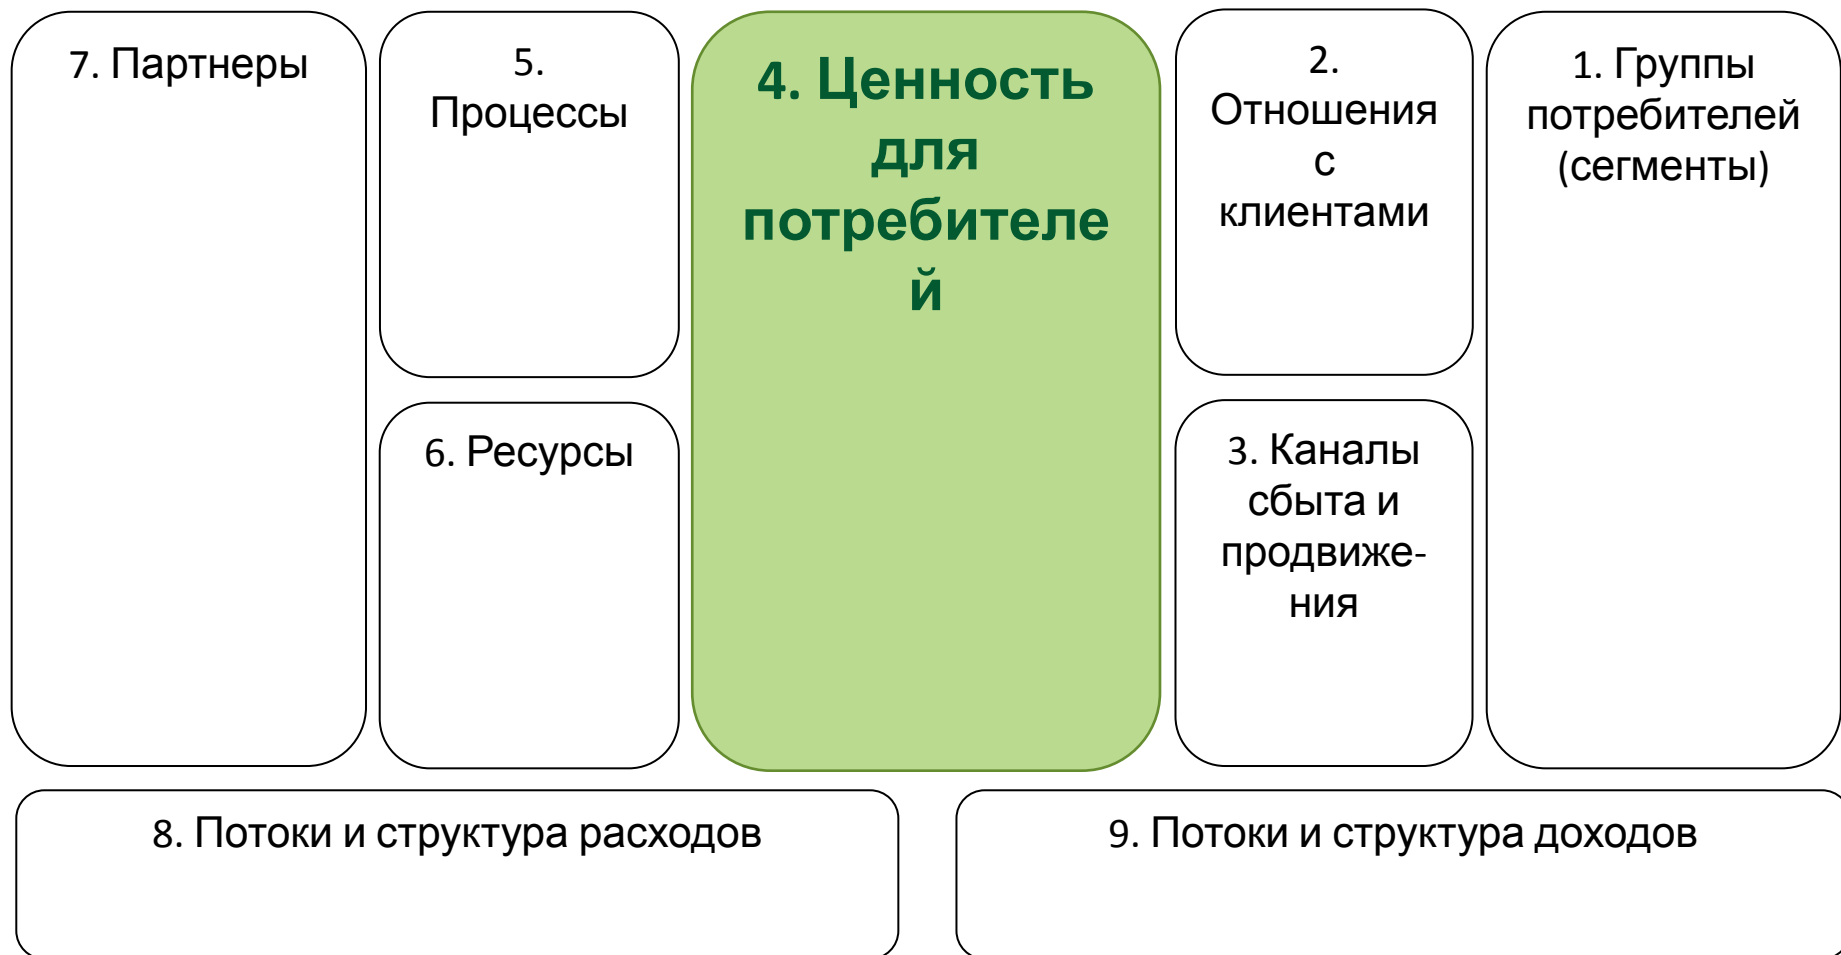 7. Партнеры
5.
Процессы
4. Ценность
для
потребителе
й
2.
Отношения
с
клиентами
1. Группы
потребителей
(сегменты)
6. Ресурсы
3. Каналы
сбыта и
продвиже-
ния
8. Потоки и структура расходов
9. Потоки и структура доходов